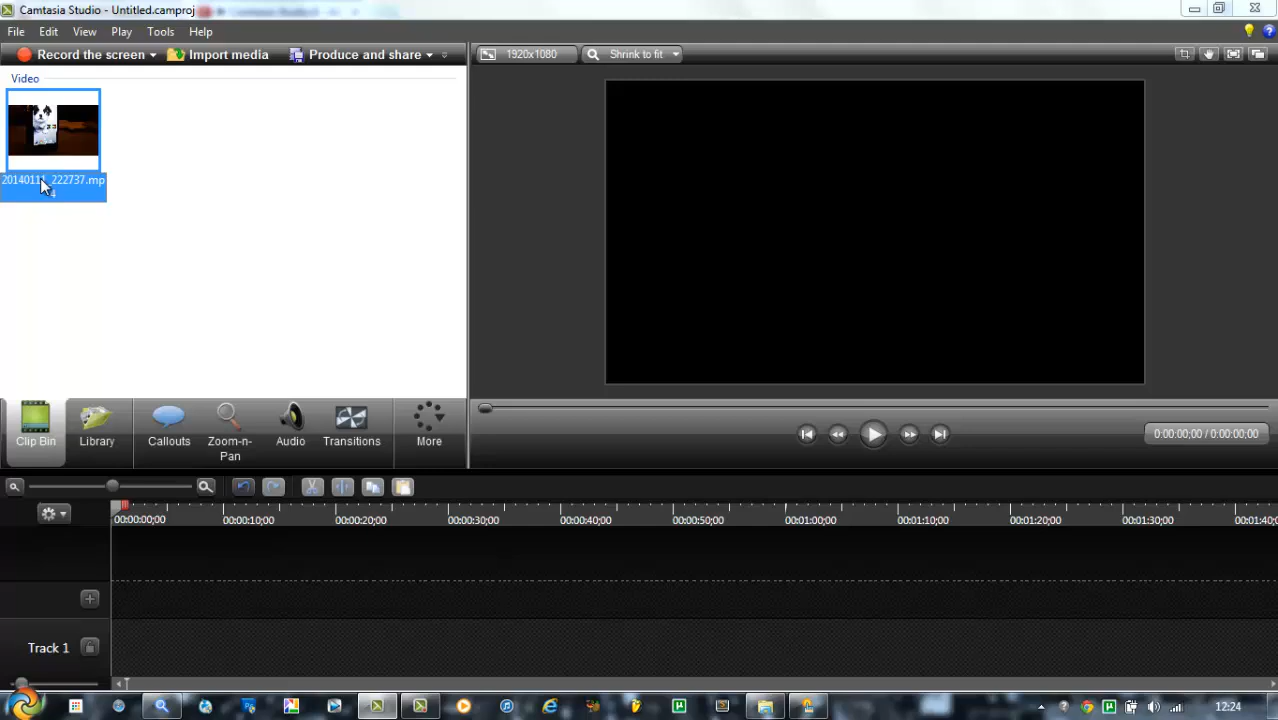 Camtasia Studio - Untitled.camproj
File Edit View Play Tools Help
Record the screen Import media Produce and share
1920x1080 Shrink to fit
Video
20140111_222737.mp
4
Clip Bin Library Callouts Zoom-n- Audio Transitions More
Pan
0:00:00;00 / 0:00:00;00
00:00:00;00 00:00:10;00 00:00:20;00 00:00:30;00 00:00:40;00 00:00:50;00 00:01:00;00 00:01:10;00 00:01:20;00 00:01:30;00 00:01:40;
Track 1
12:24